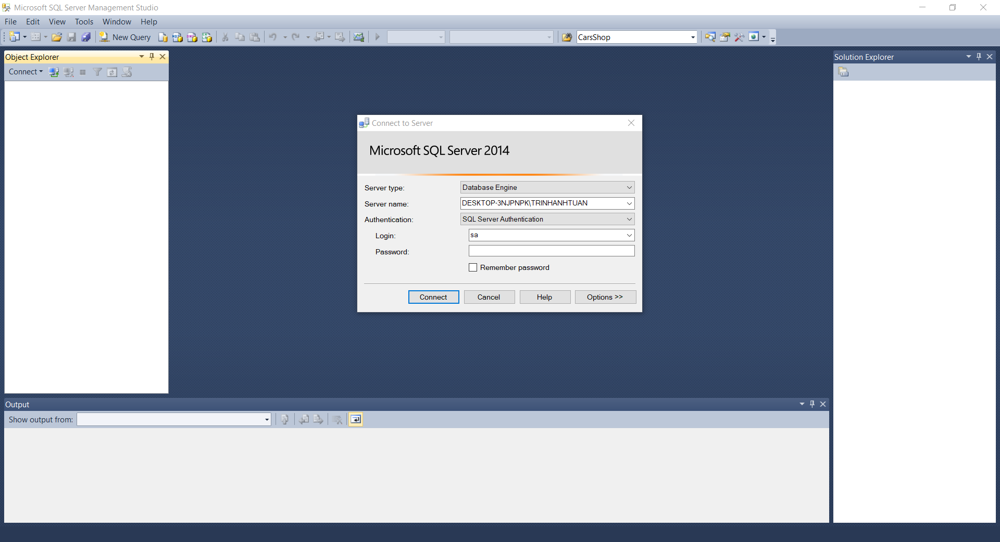 Microsoft SQL Server Management Studio
File Edit View Tools Window Help
New Query
CarsShop
Object Explorer
Connect
Solution Explorer
Connect to Server
Microsoft SQL Server 2014
Server type: Database Engine
Server name: DESKTOP-3NJPNPK\TRINHANHTUAN
Authentication: SQL Server Authentication
Login: sa
Password:
Remember password
Connect Cancel Help Options >>
Output
Show output from: